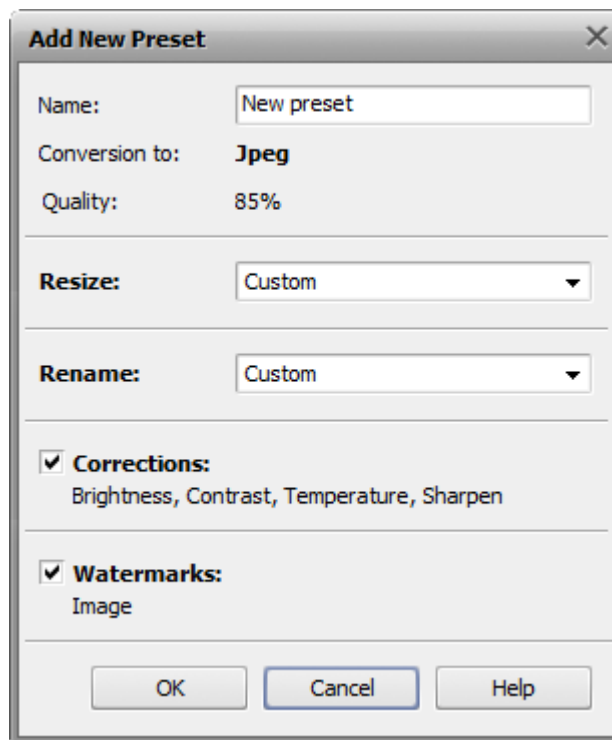 Add New Preset
Name: New preset
Conversion to: Jpeg
Quality: 85%
Resize: Custom
Rename: Custom
Corrections:
Brightness, Contrast, Temperature, Sharpen
Watermarks:
Image
OK Cancel Help